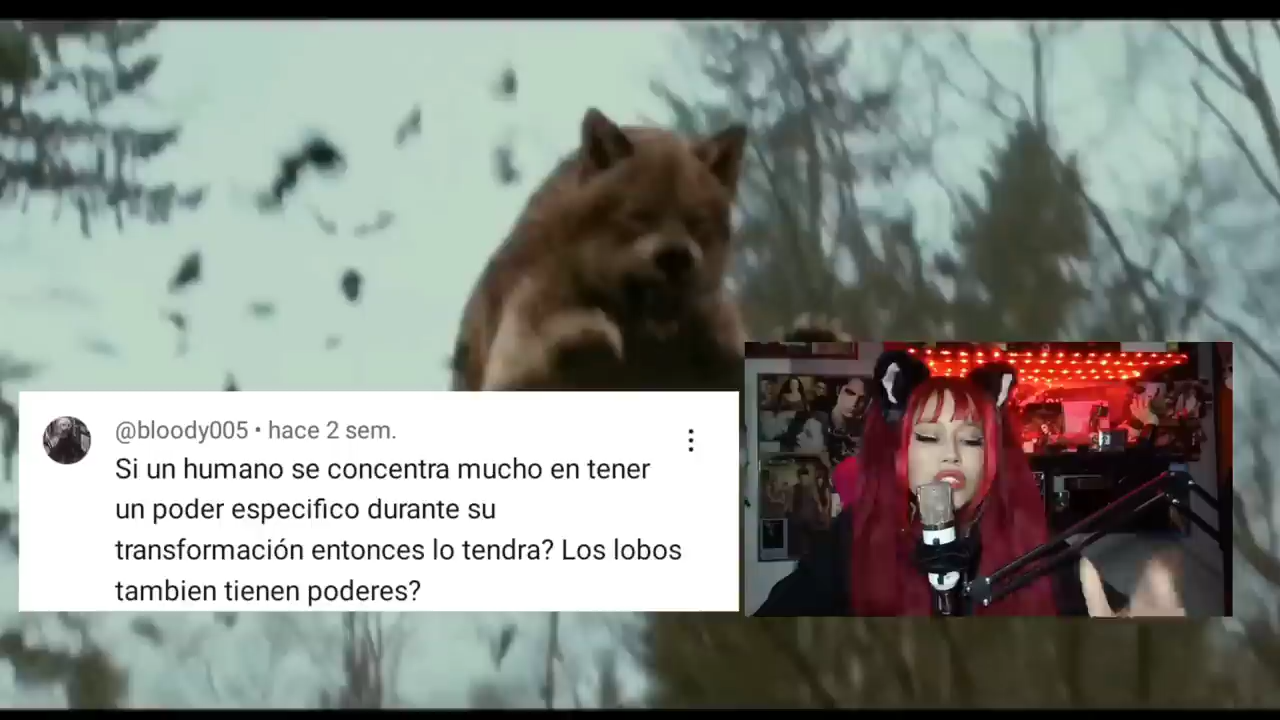 @bloody005 • hace 2 sem.
Si un humano se concentra mucho en tener
un poder especifico durante su
transformación entonces lo tendra? Los lobos
tambien tienen poderes?